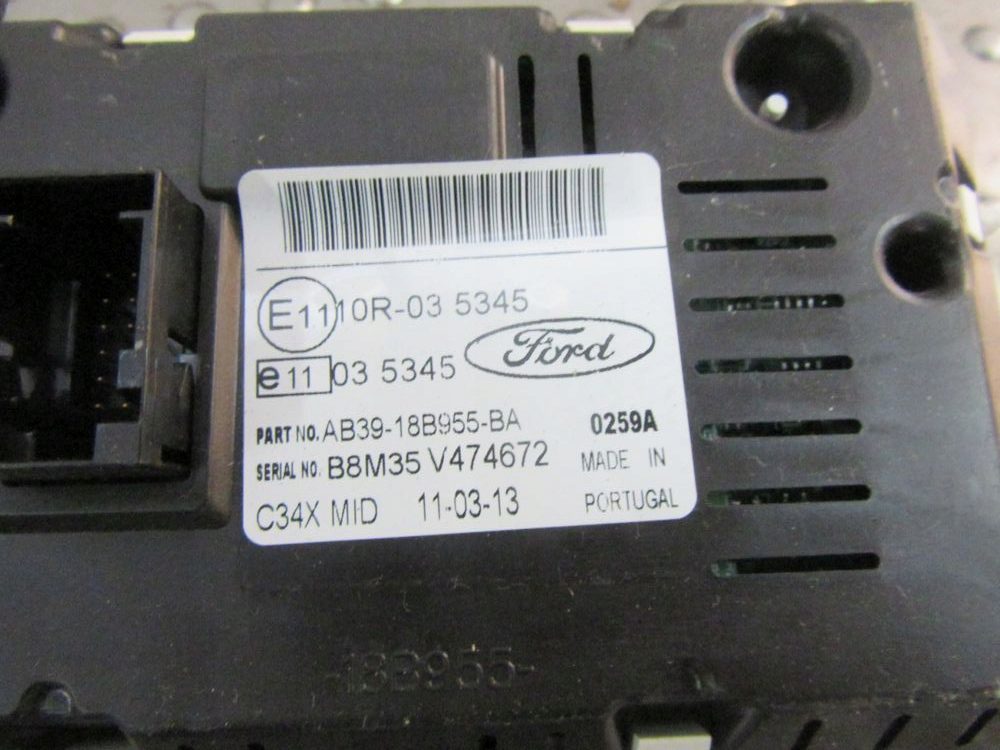 E11 10R-03 5345
e11 03 5345
Ford
PART NO. AB39-18B955-BA 0259A
SERIAL NO. B8M35 V474672 MADE IN
C34X MID 11-03-13 PORTUGAL
-18B955-